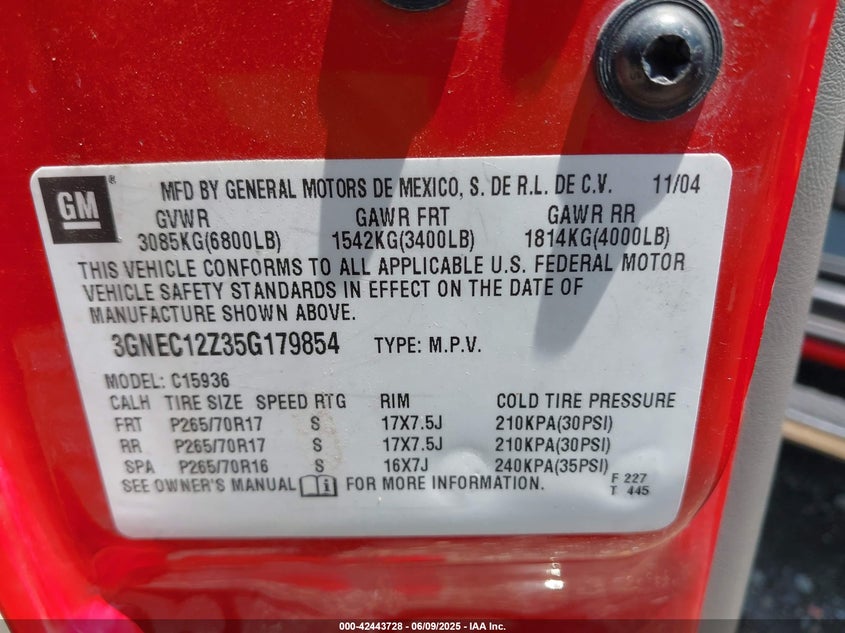 GM ® MFD BY GENERAL MOTORS DE MEXICO, S. DE R.L. DE C.V. 11/04
GVWR GAWR FRT GAWR RR
3085KG(6800LB) 1542KG(3400LB) 1814KG(4000LB)
THIS VEHICLE CONFORMS TO ALL APPLICABLE U.S. FEDERAL MOTOR
VEHICLE SAFETY STANDARDS IN EFFECT ON THE DATE OF
MANUFACTURE SHOWN ABOVE.
3GNEC12Z35G179854 TYPE: M.P.V.
MODEL: C15936
CALH TIRE SIZE SPEED RTG RIM COLD TIRE PRESSURE
FRT P265/70R17 S 17X7.5J 210KPA(30PSI)
RR P265/70R17 S 17X7.5J 210KPA(30PSI)
SPA P265/70R16 S 16X7J 240KPA(35PSI)
SEE OWNER'S MANUAL i FOR MORE INFORMATION. F 227
T 445
000-42443728 | 06/09/2025 - IAA Inc.